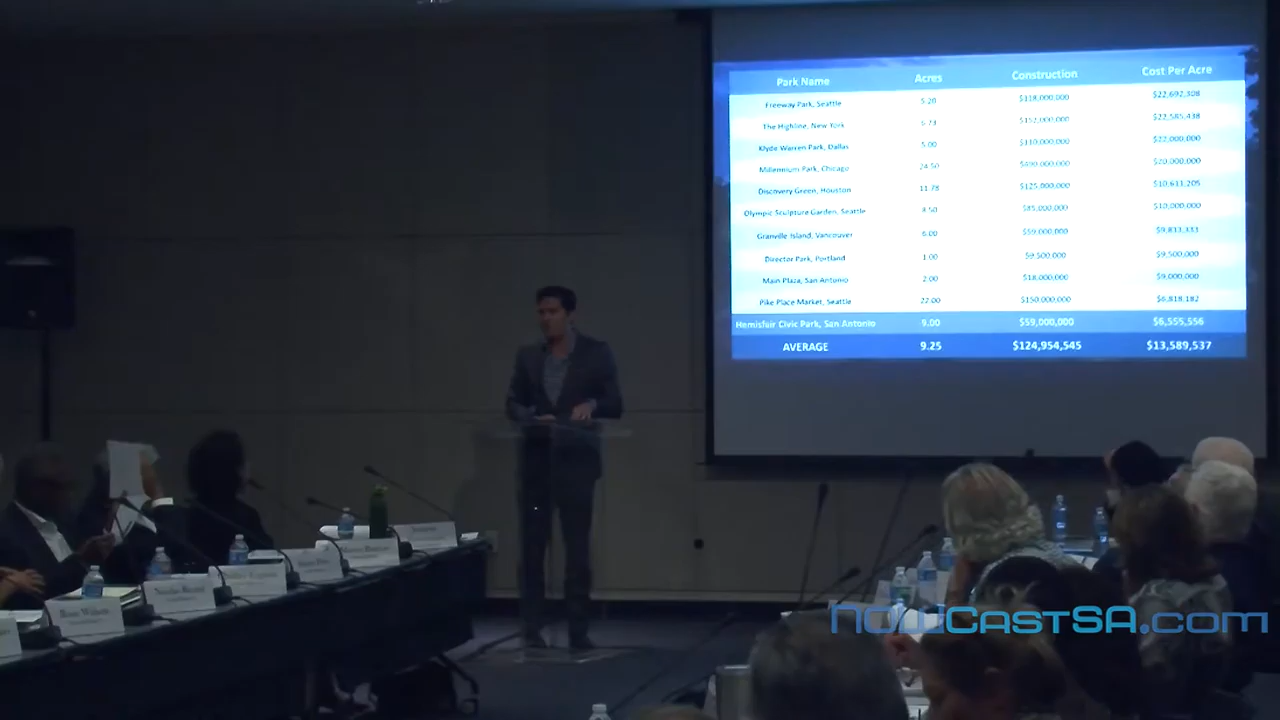 Park Name Acres Construction Cost Per Acre
Freeway Park, Seattle 5.20 $118,000,000 $22,692,308
The Highline, New York 6.73 $152,000,000 $22,585,438
Klyde Warren Park, Dallas 5.00 $110,000,000 $22,000,000
Millennium Park, Chicago 24.50 $490,000,000 $20,000,000
Discovery Green, Houston 11.78 $125,000,000 $10,611,205
Olympic Sculpture Garden, Seattle 8.50 $85,000,000 $10,000,000
Granville Island, Vancouver 6.00 $59,000,000 $9,833,333
Director Park, Portland 1.00 $9,500,000 $9,500,000
Main Plaza, San Antonio 2.00 $18,000,000 $9,000,000
Pike Place Market, Seattle 22.00 $150,000,000 $6,818,182
Hemisfair Civic Park, San Antonio 9.00 $59,000,000 $6,555,556
AVERAGE 9.25 $124,954,545 $13,589,537
NOWCastSA.com